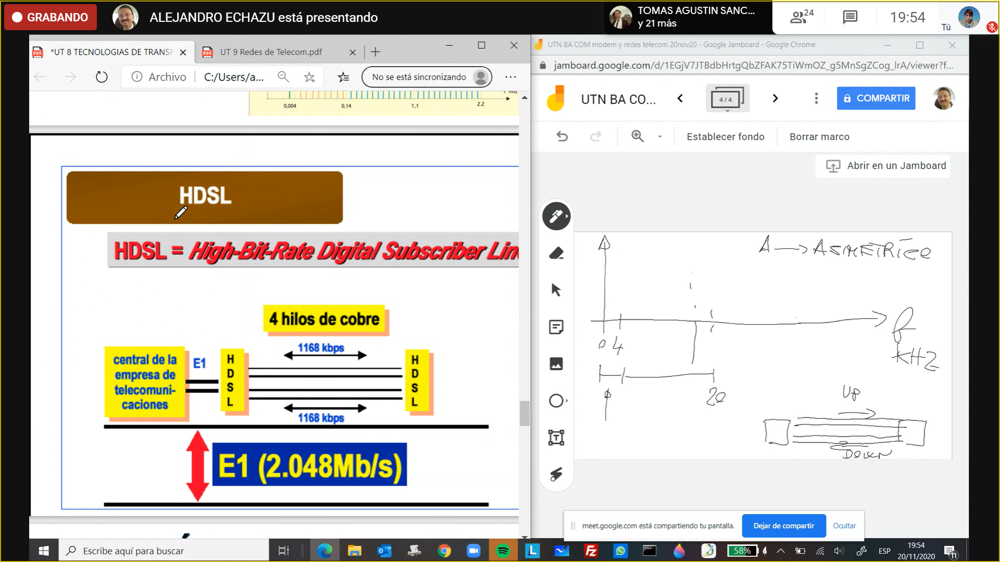 GRABANDO
ALEJANDRO ECHAZU está presentando
TOMAS AGUSTIN SANC...
y 21 más
24
19:54
Tú
*UT 8 TECNOLOGIAS DE TRANSP
UT 9 Redes de Telecom.pdf
Archivo
C:/Users/a...
No se está sincronizando
0,004
0,14
1,1
2.2
HDSL
HDSL = High-Bit-Rate Digital Subscriber Lin
4 hilos de cobre
1168 kbps
central de la
empresa de
telecomuni-
caciones
E1
H
D
S
L
H
D
S
L
1168 kbps
E1 (2.048Mb/s)
UTN BA COM modem y redes telecom 20nov20 - Google Jamboard - Google Chrome
jamboard.google.com/d/1EGjV7JTBdbHrtgQbZFAK75TiWmOZ_g5MnSgZCog_lrA/viewer?f...
UTN BA CO...
4 / 4
COMPARTIR
Establecer fondo
Borrar marco
Abrir en un Jamboard
A → ASIMETRICO
0 4
f
KHZ
20
UP
DOWN
meet.google.com está compartiendo tu pantalla.
Dejar de compartir
Ocultar
Escribe aquí para buscar
58%
ESP
19:54
20/11/2020
11